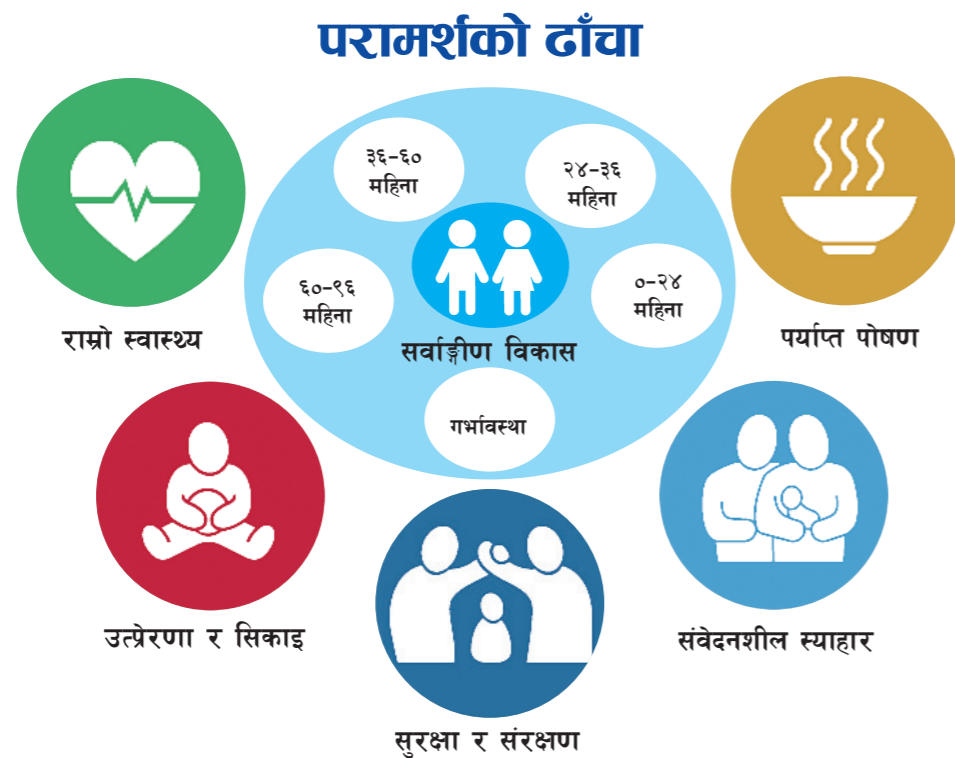 परामर्शको ढाँचा
३६-६०
महिना
२४-३६
महिना
६०-९६
महिना
०-२४
महिना
राम्रो स्वास्थ्य
सर्वाङ्गीण विकास
पर्याप्त पोषण
गर्भावस्था
उत्प्रेरणा र सिकाइ
संवेदनशील स्याहार
सुरक्षा र संरक्षण